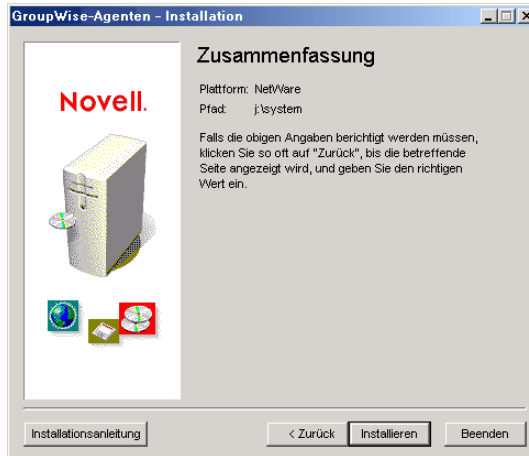 GroupWise-Agenten - Installation
Novell.
Zusammenfassung
Plattform: NetWare
Pfad: j:\system
Falls die obigen Angaben berichtigt werden müssen,
klicken Sie so oft auf "Zurück", bis die betreffende
Seite angezeigt wird, und geben Sie den richtigen
Wert ein.
Installationsanleitung
< Zurück
Installieren
Beenden